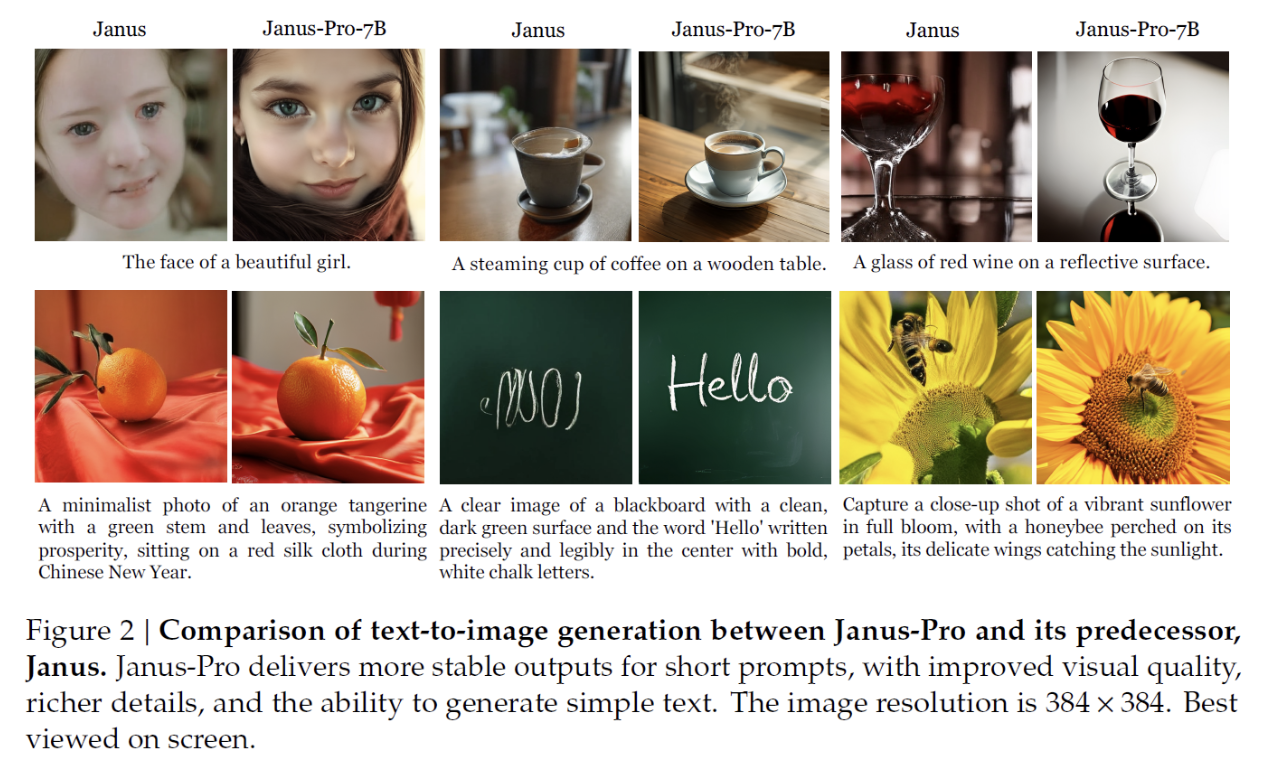 Janus
Janus-Pro-7B
Janus
Janus-Pro-7B
Janus
Janus-Pro-7B
The face of a beautiful girl.
A steaming cup of coffee on a wooden table.
A glass of red wine on a reflective surface.
Hello
A minimalist photo of an orange tangerine
with a green stem and leaves, symbolizing
prosperity, sitting on a red silk cloth during
Chinese New Year.
A clear image of a blackboard with a clean,
dark green surface and the word 'Hello' written
precisely and legibly in the center with bold,
white chalk letters.
Capture a close-up shot of a vibrant sunflower
in full bloom, with a honeybee perched on its
petals, its delicate wings catching the sunlight.
Figure 2 | Comparison of text-to-image generation between Janus-Pro and its predecessor,
Janus. Janus-Pro delivers more stable outputs for short prompts, with improved visual quality,
richer details, and the ability to generate simple text. The image resolution is 384 × 384. Best
viewed on screen.